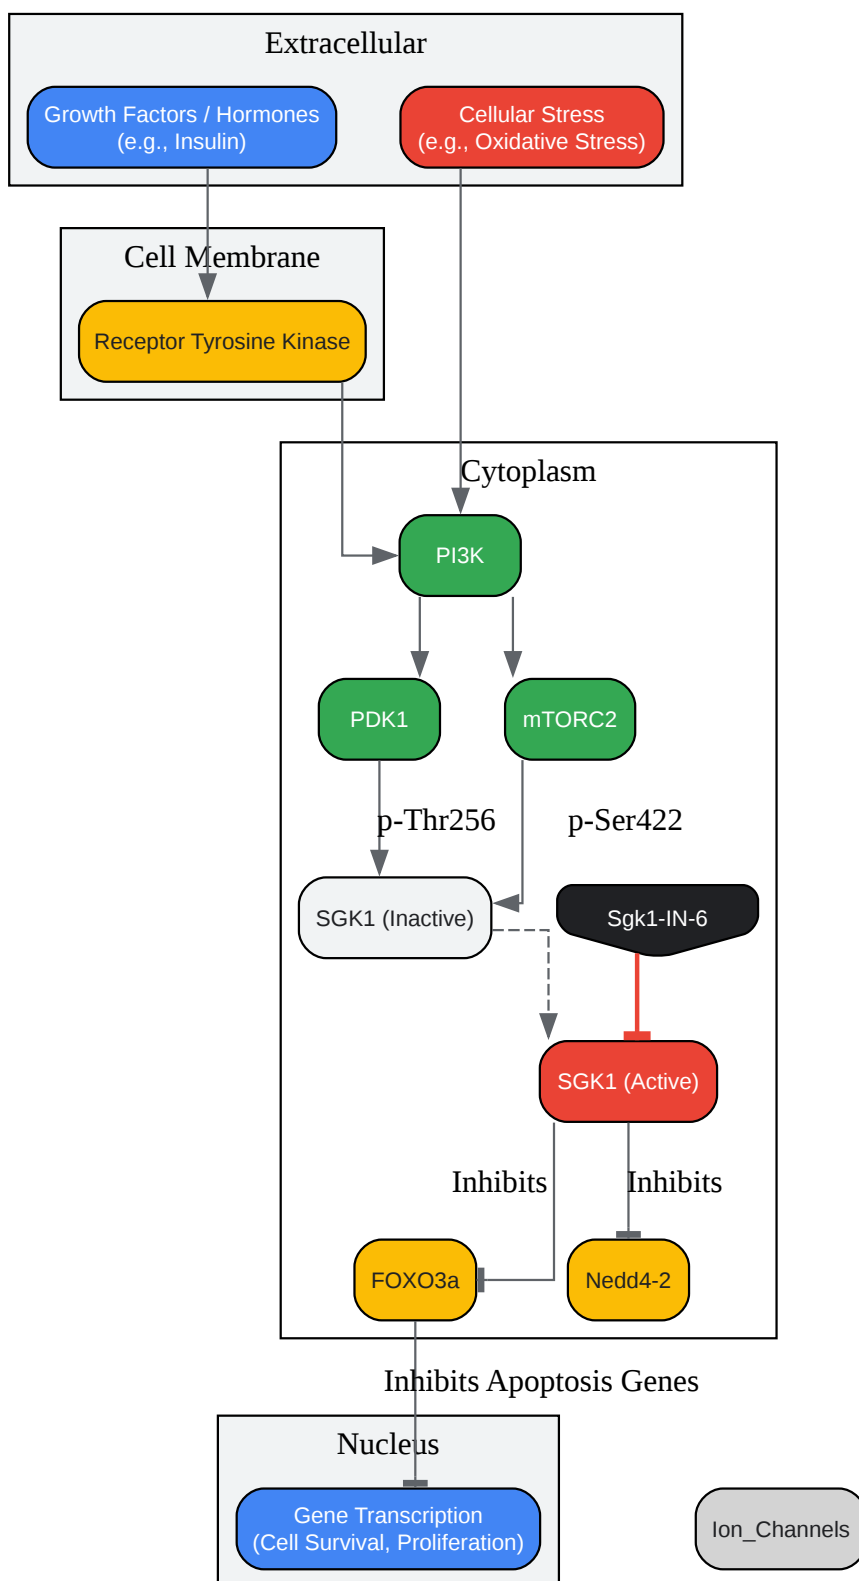 Extracellular
Growth Factors / Hormones
(e.g., Insulin)
Cellular Stress
(e.g., Oxidative Stress)
Cell Membrane
Receptor Tyrosine Kinase
Cytoplasm
PI3K
PDK1
mTORC2
p-Thr256
p-Ser422
SGK1 (Inactive)
Sgk1-IN-6
SGK1 (Active)
Inhibits
Inhibits
FOXO3a
Nedd4-2
Inhibits Apoptosis Genes
Nucleus
Gene Transcription
(Cell Survival, Proliferation)
Ion_Channels